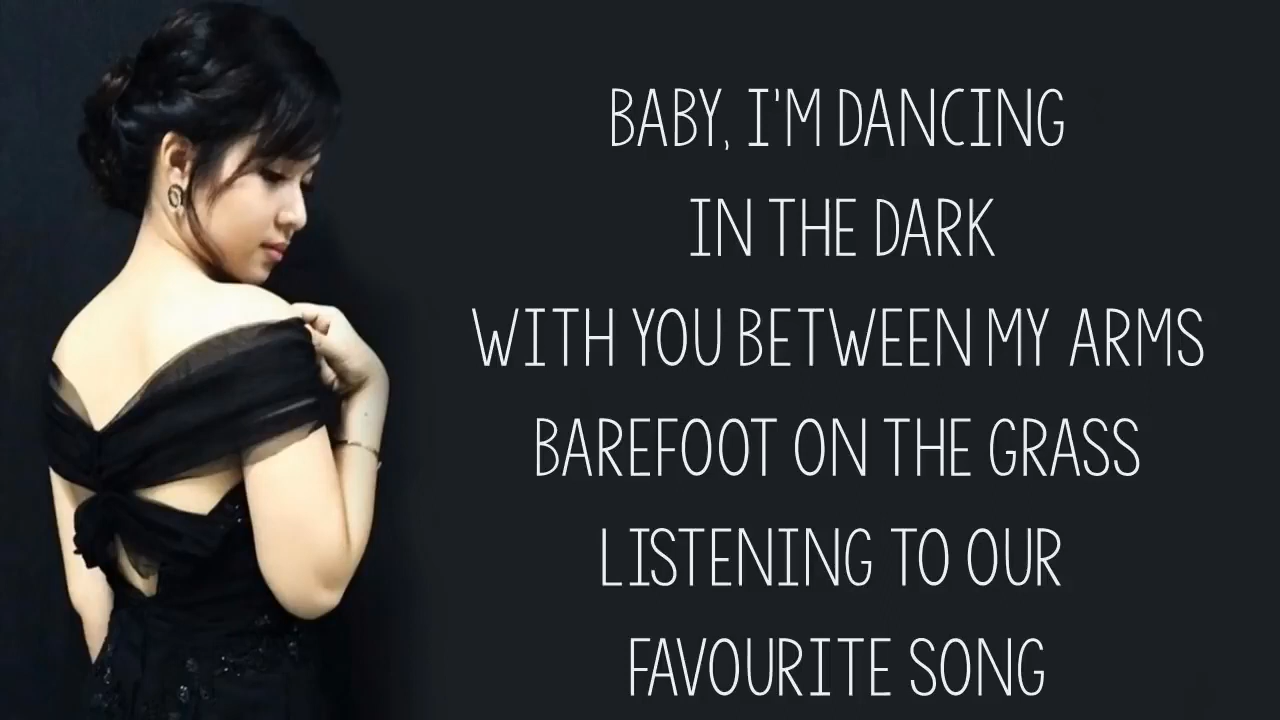 BABY, I'M DANCING
IN THE DARK
WITH YOU BETWEEN MY ARMS
BAREFOOT ON THE GRASS
LISTENING TO OUR
FAVOURITE SONG